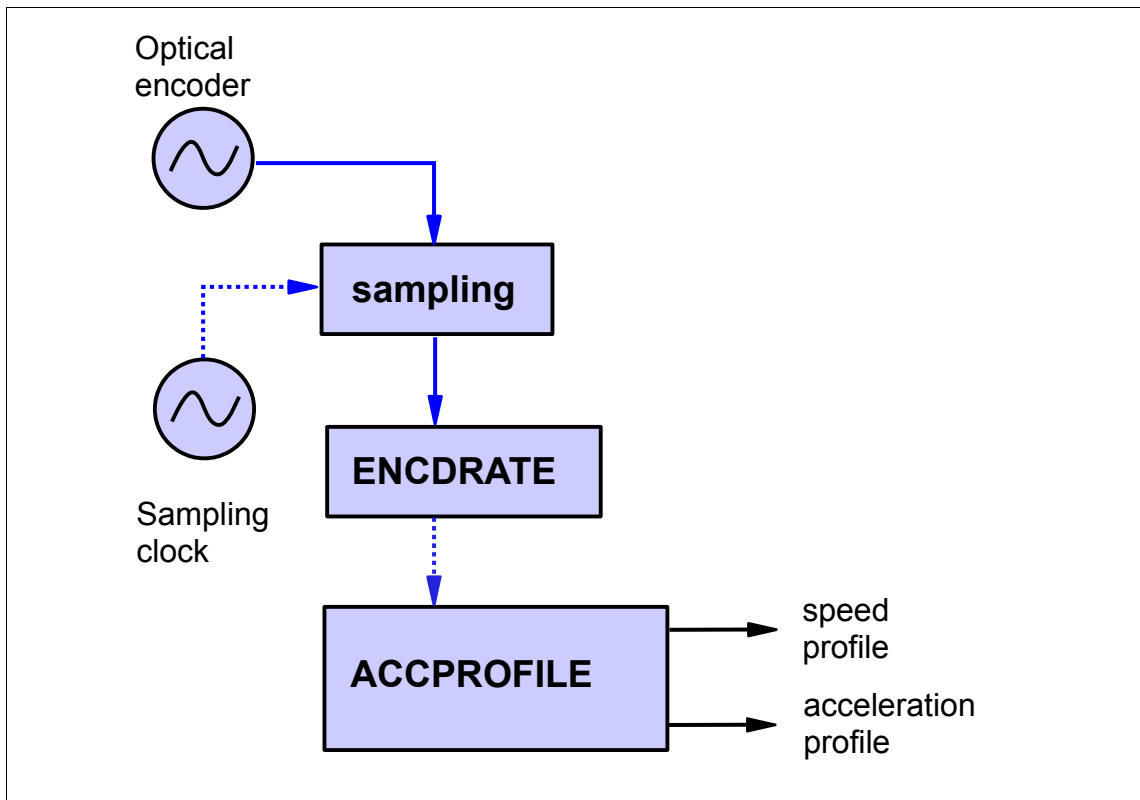 Optical
encoder
sampling
Sampling
clock
ENCDRATE
ACCPROFILE
speed
profile
acceleration
profile